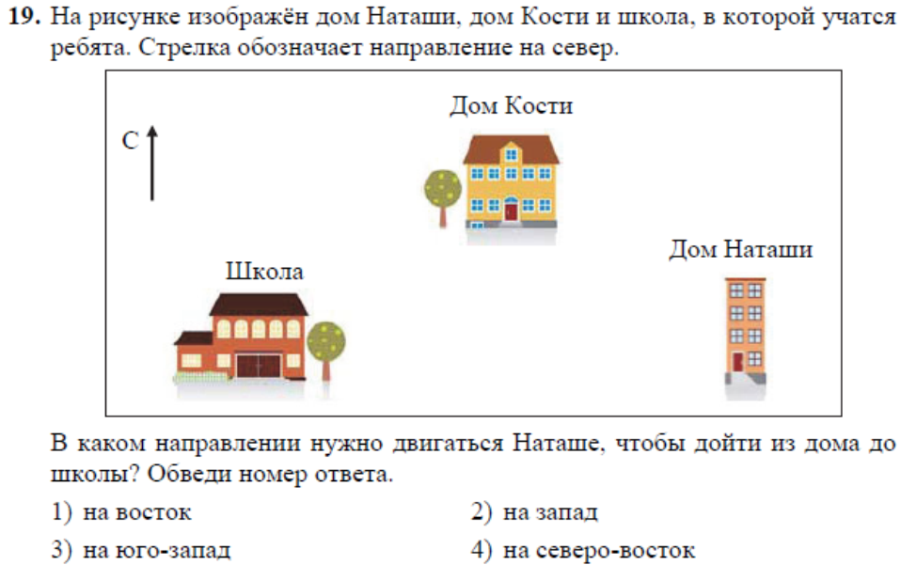 19. На рисунке изображён дом Наташи, дом Кости и школа, в которой учатся
ребята. Стрелка обозначает направление на север.
Дом Кости
С
Дом Наташи
Школа
В каком направлении нужно двигаться Наташе, чтобы дойти из дома до
школы? Обведи номер ответа.
1) на восток
2) на запад
3) на юго-запад
4) на северо-восток